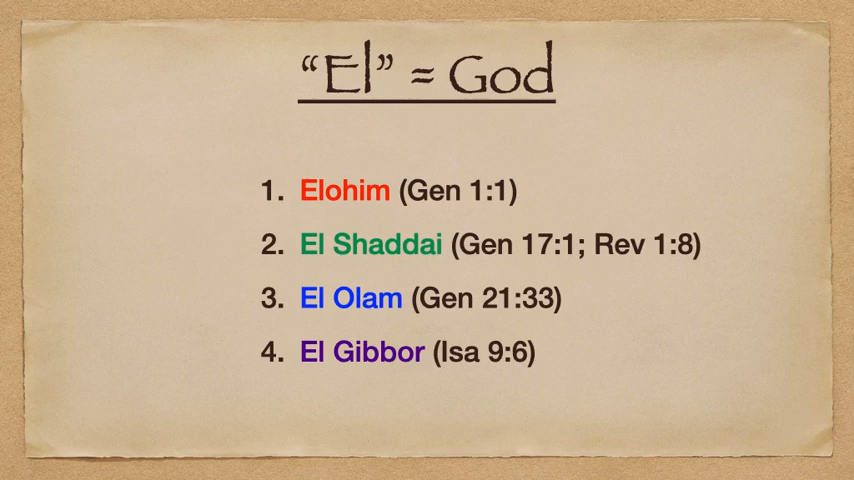 “El” = God
1. Elohim (Gen 1:1)
2. El Shaddai (Gen 17:1; Rev 1:8)
3. El Olam (Gen 21:33)
4. El Gibbor (Isa 9:6)